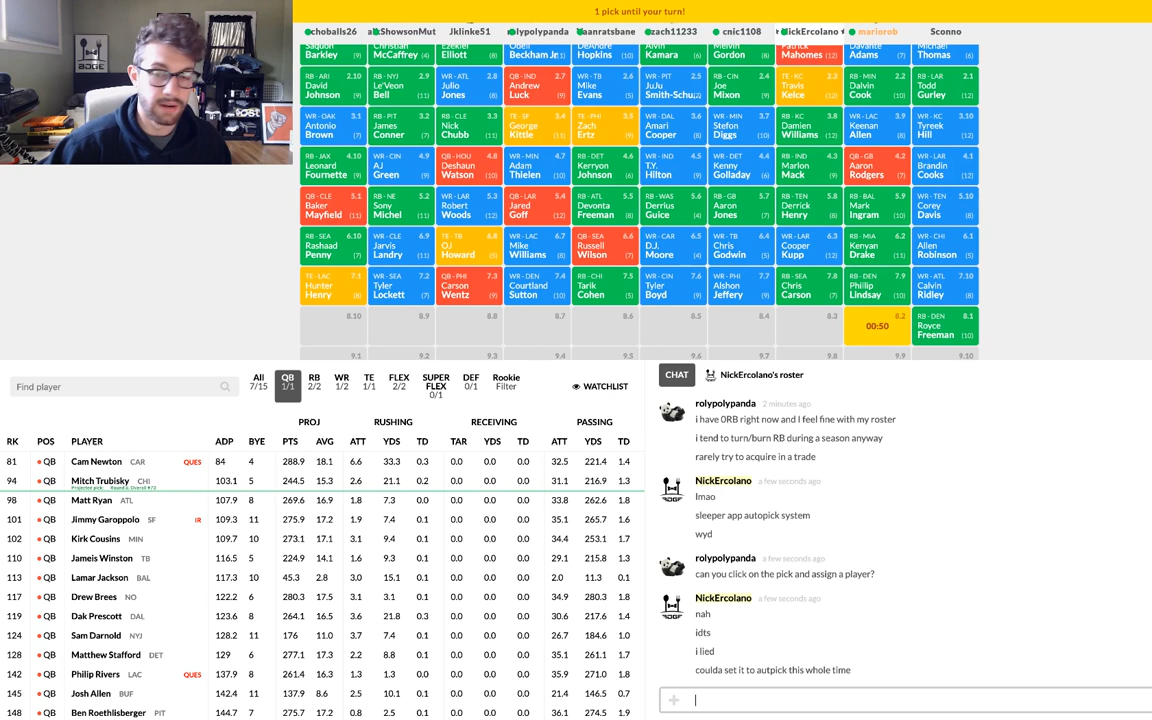 1 pick until your turn!
choballs26 ShowsonMut Jklinke51 rolypolypanda zach11233 cnic1108 NickErcolano mariorob Sconno
Saquon Christian Ezekiel Odell DeAndre Alvin Melvin Patrick Davante Michael
Barkley (9) McCaffrey (4) Elliott (8) Beckham Jr. Hopkins (10) Kamara (6) Gordon (8) Mahomes (12) Adams (7) Thomas (6)
RB - ARI 2.10 RB - NYJ 2.9 WR - ATL 2.8 QB - IND 2.7 WR - TB 2.6 WR - PIT 2.5 RB - CIN 2.4 TE - KC 2.3 RB - MIN 2.2 RB - LAR 2.1
David Le'Veon Julio Andrew Mike JuJu Joe Travis Dalvin Todd
Johnson (9) Bell (11) Jones (8) Luck (9) Evans (5) Smith-Schu Mixon (9) Kelce (12) Cook (10) Gurley (12)
WR - OAK 3.1 RB - PIT 3.2 RB - CLE 3.3 TE - SF 3.4 TE - PHI 3.5 WR - DAL 3.6 WR - MIN 3.7 RB - KC 3.8 WR - LAC 3.9 WR - KC 3.10
Antonio James Nick George Zach Amari Stefon Damien Keenan Tyreek
Brown (7) Conner (7) Chubb (11) Kittle (11) Ertz (9) Cooper (8) Diggs (10) Williams (12) Allen (8) Hill (12)
RB - JAX 4.10 WR - CIN 4.9 QB - HOU 4.8 WR - MIN 4.7 RB - DET 4.6 WR - IND 4.5 WR - DET 4.4 RB - IND 4.3 QB - GB 4.2 WR - LAR 4.1
Leonard AJ Deshaun Adam Kerryon T.Y. Kenny Marlon Aaron Brandin
Fournette (9) Green (9) Watson (10) Thielen (10) Johnson (6) Hilton (9) Golladay (6) Mack (9) Rodgers (7) Cooks (12)
QB - CLE 5.1 RB - NE 5.2 WR - LAR 5.3 QB - LAR 5.4 RB - ATL 5.5 RB - WAS 5.6 RB - GB 5.7 RB - TEN 5.8 RB - BAL 5.9 WR - TEN 5.10
Baker Sony Robert Jared Devonta Derrius Aaron Derrick Mark Corey
Mayfield (11) Michel (11) Woods (12) Goff (12) Freeman (8) Guice (4) Jones (7) Henry (8) Ingram (10) Davis (8)
RB - SEA 6.10 WR - CLE 6.9 TE - TB 6.8 WR - LAC 6.7 QB - SEA 6.6 WR - CAR 6.5 WR - TB 6.4 WR - LAR 6.3 RB - MIA 6.2 WR - CHI 6.1
Rashaad Jarvis OJ Mike Russell D.J. Chris Cooper Kenyan Allen
Penny (7) Landry (11) Howard (5) Williams (8) Wilson (7) Moore (4) Godwin (5) Kupp (12) Drake (11) Robinson (5)
TE - LAC 7.1 WR - SEA 7.2 QB - PHI 7.3 WR - DEN 7.4 RB - CHI 7.5 WR - CIN 7.6 WR - PHI 7.7 RB - SEA 7.8 RB - DEN 7.9 WR - ATL 7.10
Hunter Tyler Carson Courtland Tarik Tyler Alshon Chris Phillip Calvin
Henry (8) Lockett (7) Wentz (9) Sutton (10) Cohen (5) Boyd (9) Jeffery (9) Carson (7) Lindsay (10) Ridley (8)
8.10 8.9 8.8 8.7 8.6 8.5 8.4 8.3 8.2 RB - DEN 8.1
00:50 Royce
Freeman (10)
9.1 9.2 9.3 9.4 9.5 9.6 9.7 9.8 9.9 9.10
Find player All QB RB WR TE FLEX SUPER FLEX DEF Rookie WATCHLIST
7/15 1/1 2/2 1/2 1/1 2/2 0/1 0/1 Filter
PROJ RUSHING RECEIVING PASSING
RK POS PLAYER ADP BYE PTS AVG ATT YDS TD TAR YDS TD ATT YDS TD
81 QB Cam Newton CAR QUES 84 4 288.9 18.1 6.6 33.3 0.3 0.0 0.0 0.0 32.5 221.4 1.4
94 QB Mitch Trubisky CHI 103.1 5 244.5 15.3 2.6 21.1 0.2 0.0 0.0 0.0 31.1 216.9 1.3
98 QB Matt Ryan ATL 107.9 8 269.6 16.9 1.8 7.3 0.0 0.0 0.0 0.0 33.8 262.6 1.8
101 QB Jimmy Garoppolo SF IR 109.3 11 275.9 17.2 1.9 7.4 0.1 0.0 0.0 0.0 35.1 265.7 1.6
102 QB Kirk Cousins MIN 109.7 10 273.1 17.1 3.1 9.4 0.1 0.0 0.0 0.0 34.4 253.1 1.7
110 QB Jameis Winston TB 116.5 5 224.9 14.1 1.6 9.3 0.1 0.0 0.0 0.0 29.1 215.8 1.3
113 QB Lamar Jackson BAL 117.3 10 45.3 2.8 3.0 15.1 0.1 0.0 0.0 0.0 2.0 11.3 0.1
117 QB Drew Brees NO 122.2 6 280.3 17.5 3.1 3.1 0.1 0.0 0.0 0.0 34.9 280.3 1.8
119 QB Dak Prescott DAL 123.6 8 264.1 16.5 3.6 21.8 0.3 0.0 0.0 0.0 30.6 217.6 1.4
124 QB Sam Darnold NYJ 128.2 11 176 11.0 3.7 7.4 0.1 0.0 0.0 0.0 26.7 184.6 1.0
128 QB Matthew Stafford DET 129 6 277.1 17.3 2.2 8.8 0.1 0.0 0.0 0.0 35.1 261.1 1.7
142 QB Philip Rivers LAC QUES 137.9 8 261.4 16.3 1.3 1.3 0.0 0.0 0.0 0.0 35.9 271.0 1.8
145 QB Josh Allen BUF 142.4 11 137.9 8.6 2.5 10.1 0.1 0.0 0.0 0.0 21.4 146.5 0.7
148 QB Ben Roethlisberger PIT 144.7 7 275.7 17.2 0.8 2.5 0.1 0.0 0.0 0.0 36.1 274.5 1.9
CHAT NickErcolano's roster
rolypolypanda 2 minutes ago
i have 0RB right now and I feel fine with my roster
i tend to turn/burn RB during a season anyway
rarely try to acquire in a trade
NickErcolano a few seconds ago
lmao
sleeper app autopick system
wyd
rolypolypanda a few seconds ago
can you click on the pick and assign a player?
NickErcolano a few seconds ago
nah
idts
i lied
coulda set it to autpick this whole time